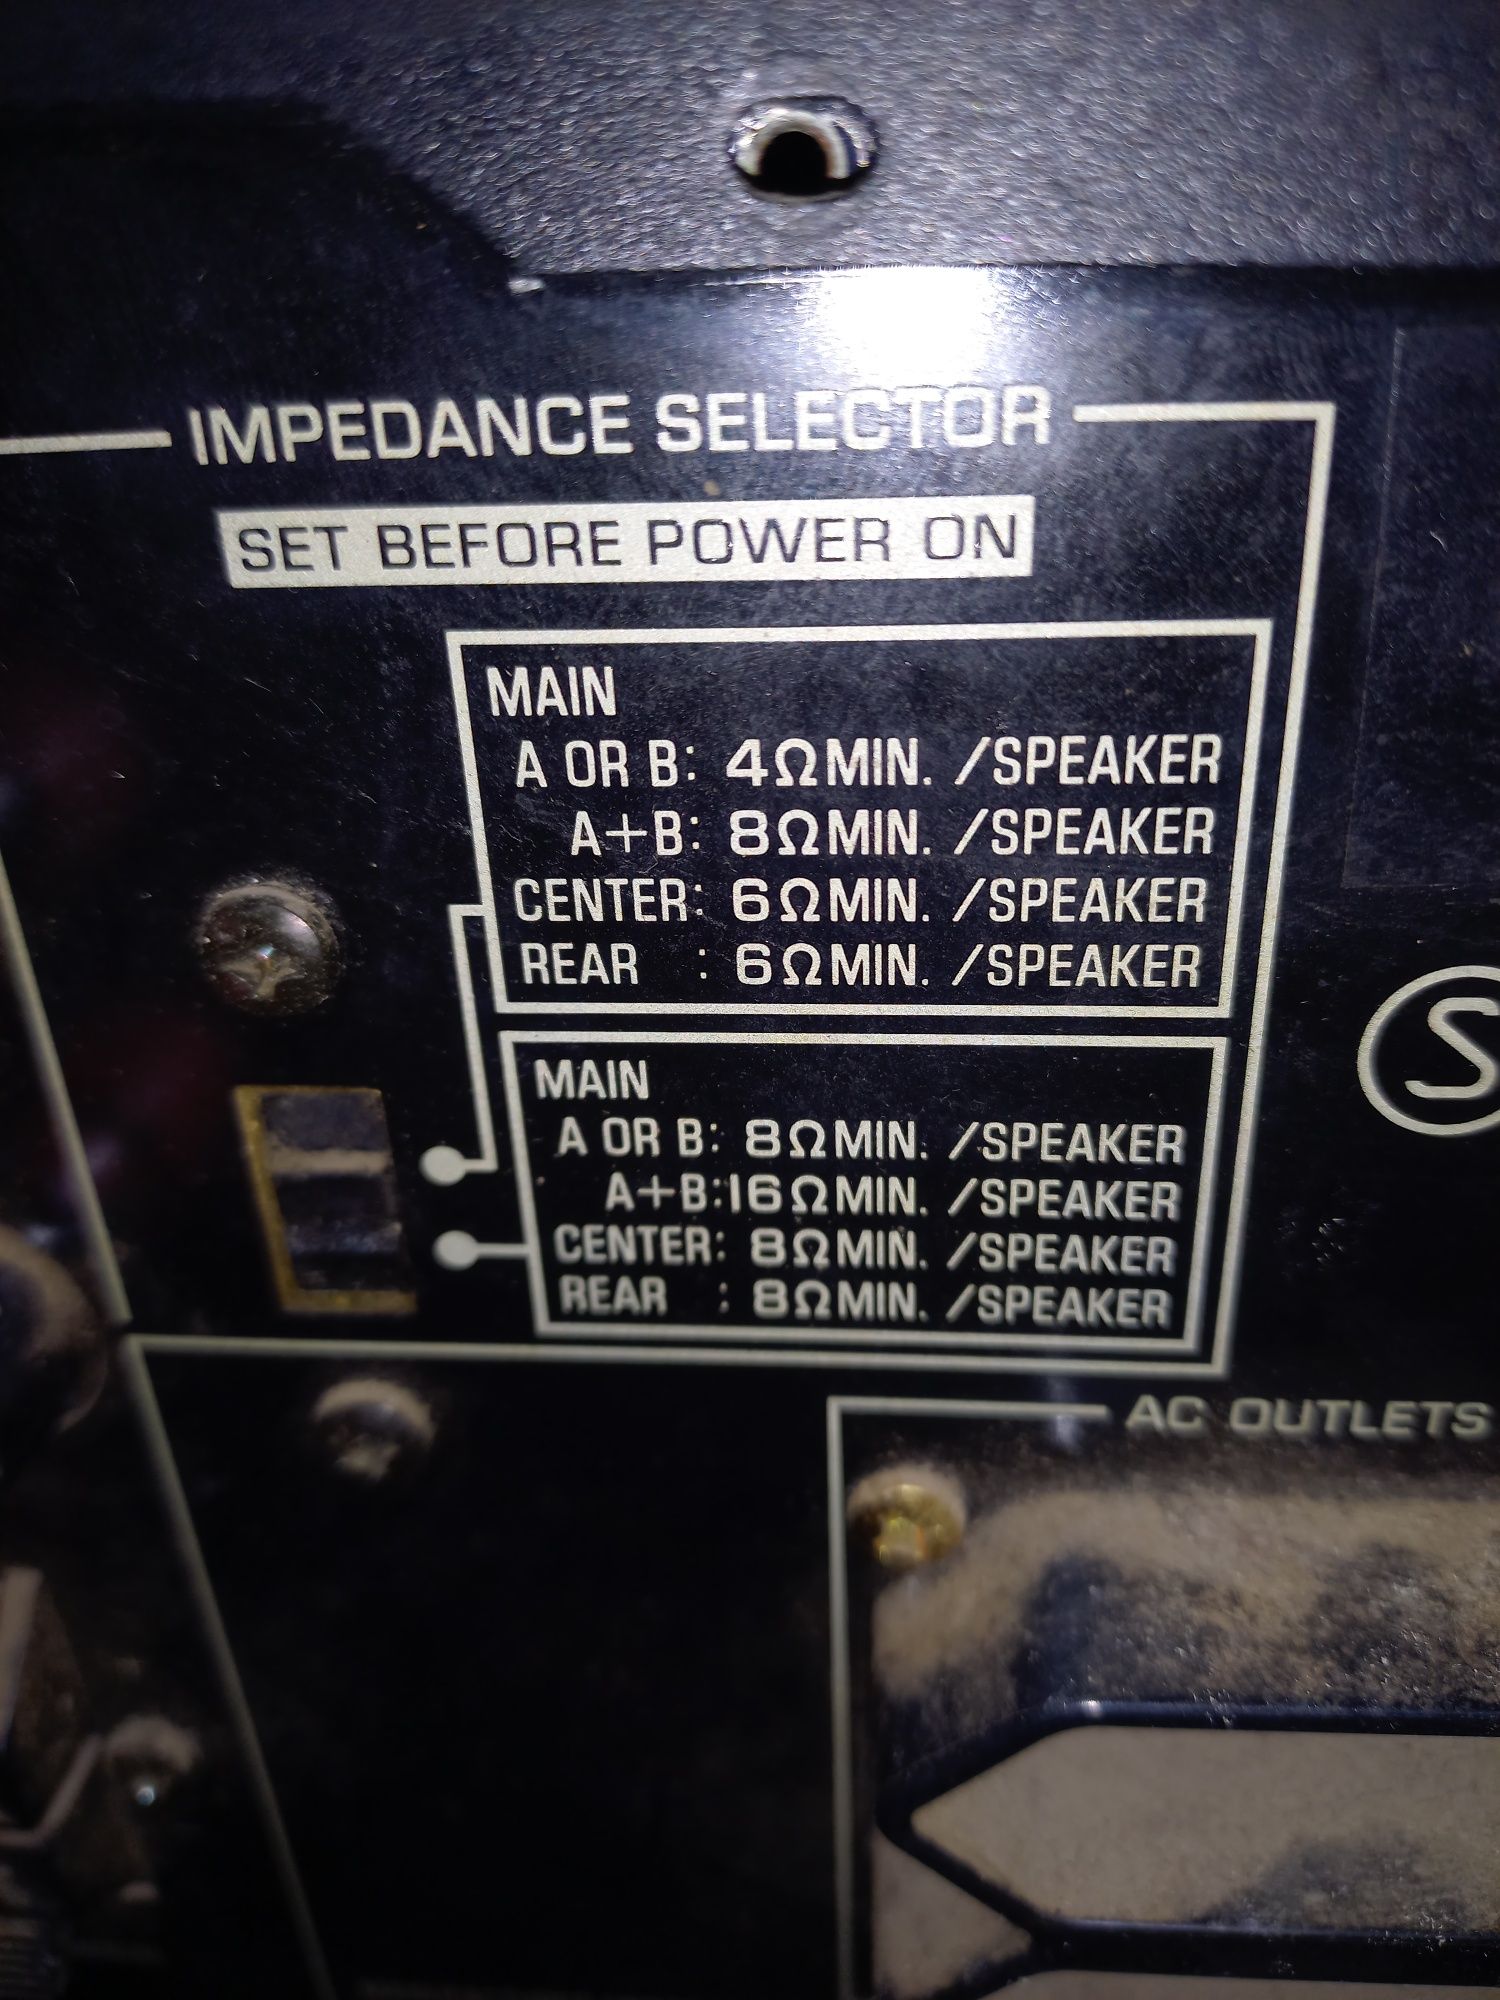 IMPEDANCE SELECTOR
SET BEFORE POWER ON
MAIN
A OR B: 4ΩMIN. /SPEAKER
A+B: 8ΩMIN. /SPEAKER
CENTER: 6ΩMIN. /SPEAKER
REAR : 6ΩMIN. /SPEAKER
MAIN
A OR B: 8ΩMIN. /SPEAKER
A+B:16ΩMIN. /SPEAKER
CENTER: 8ΩMIN. /SPEAKER
REAR : 8ΩMIN. /SPEAKER
S
AC OUTLETS